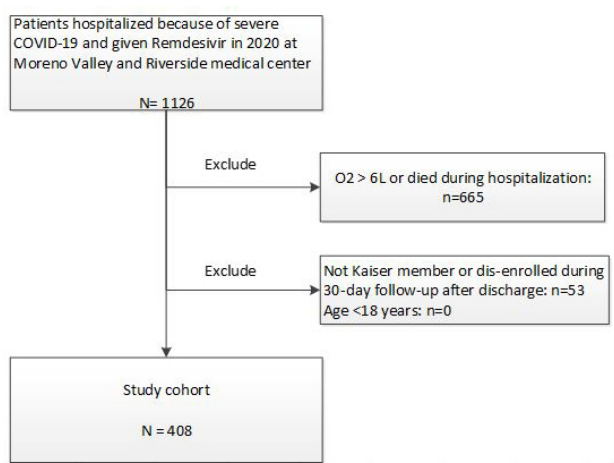 Patients hospitalized because of severe
COVID-19 and given Remdesivir in 2020 at
Moreno Valley and Riverside medical center
N= 1126
Exclude
O2 > 6L or died during hospitalization:
n=665
Exclude
Not Kaiser member or dis-enrolled during
30-day follow-up after discharge: n=53
Age <18 years: n=0
Study cohort
N = 408